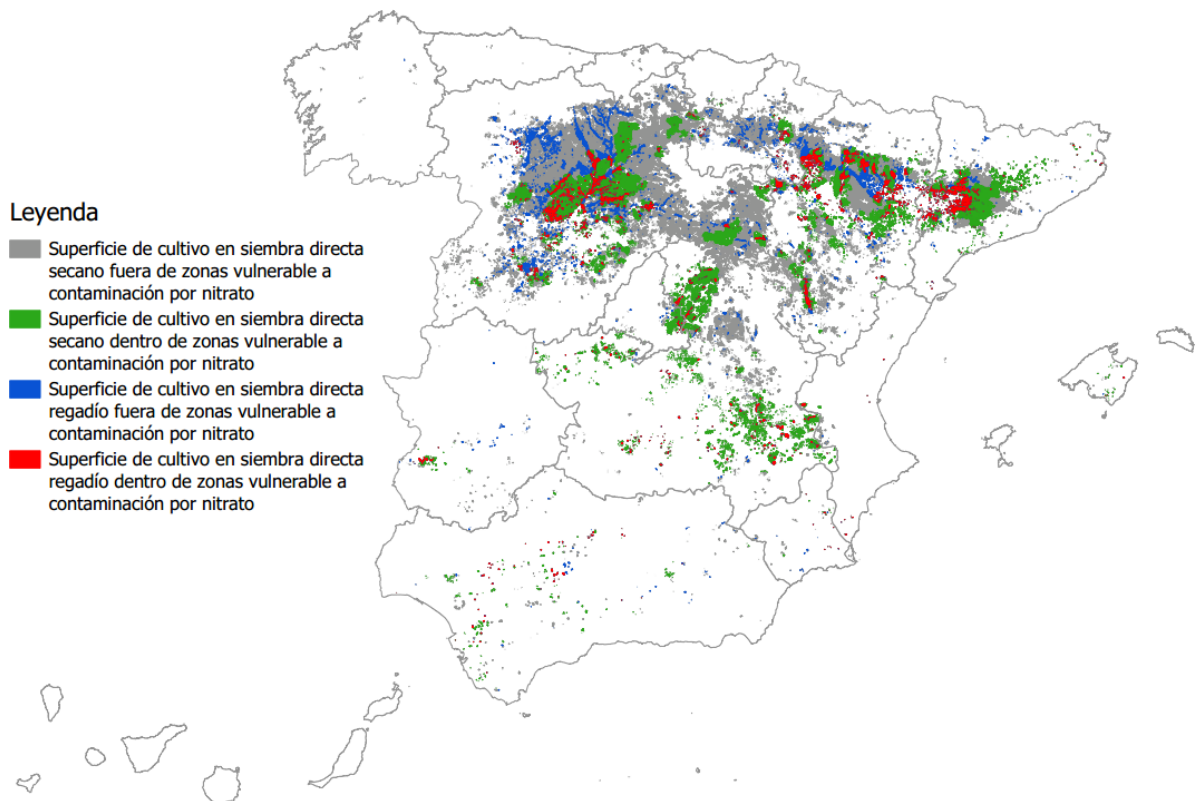 Leyenda
Superficie de cultivo en siembra directa
secano fuera de zonas vulnerable a
contaminación por nitrato
Superficie de cultivo en siembra directa
secano dentro de zonas vulnerable a
contaminación por nitrato
Superficie de cultivo en siembra directa
regadío fuera de zonas vulnerable a
contaminación por nitrato
Superficie de cultivo en siembra directa
regadío dentro de zonas vulnerable a
contaminación por nitrato